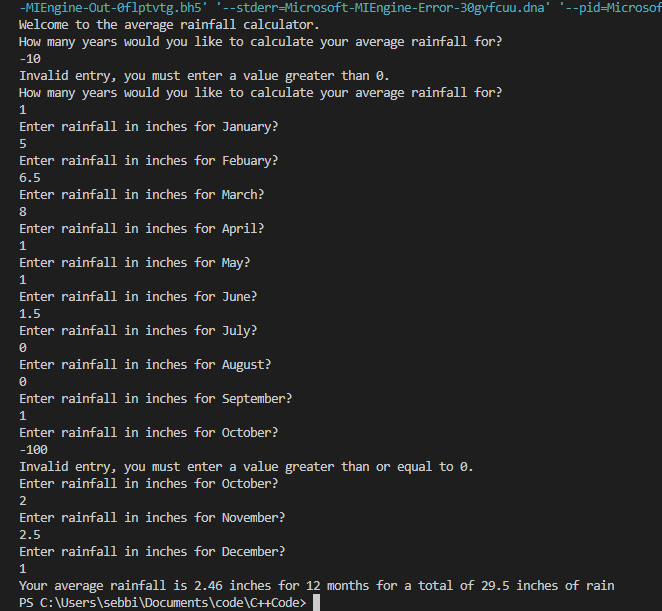 -MIEngine-Out-0flptvtg.bh5' '--stderr=Microsoft-MIEngine-Error-30gvfcuu.dna' '--pid=Microsof
Welcome to the average rainfall calculator.
How many years would you like to calculate your average rainfall for?
-10
Invalid entry, you must enter a value greater than 0.
How many years would you like to calculate your average rainfall for?
1
Enter rainfall in inches for January?
5
Enter rainfall in inches for Febuary?
6.5
Enter rainfall in inches for March?
8
Enter rainfall in inches for April?
1
Enter rainfall in inches for May?
1
Enter rainfall in inches for June?
1.5
Enter rainfall in inches for July?
0
Enter rainfall in inches for August?
0
Enter rainfall in inches for September?
1
Enter rainfall in inches for October?
-100
Invalid entry, you must enter a value greater than or equal to 0.
Enter rainfall in inches for October?
2
Enter rainfall in inches for November?
2.5
Enter rainfall in inches for December?
1
Your average rainfall is 2.46 inches for 12 months for a total of 29.5 inches of rain
PS C:\Users\sebbi\Documents\code\C++Code>